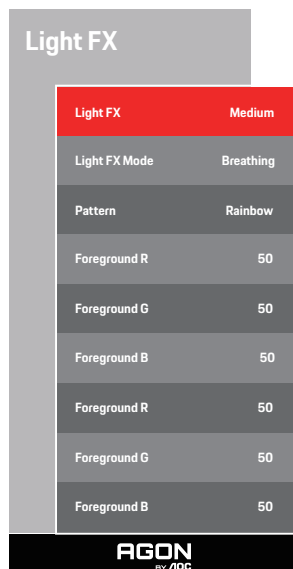 Light FX
Light FX Medium
Light FX Mode Breathing
Pattern Rainbow
Foreground R 50
Foreground G 50
Foreground B 50
Foreground R 50
Foreground G 50
Foreground B 50
AGON
BY AOC